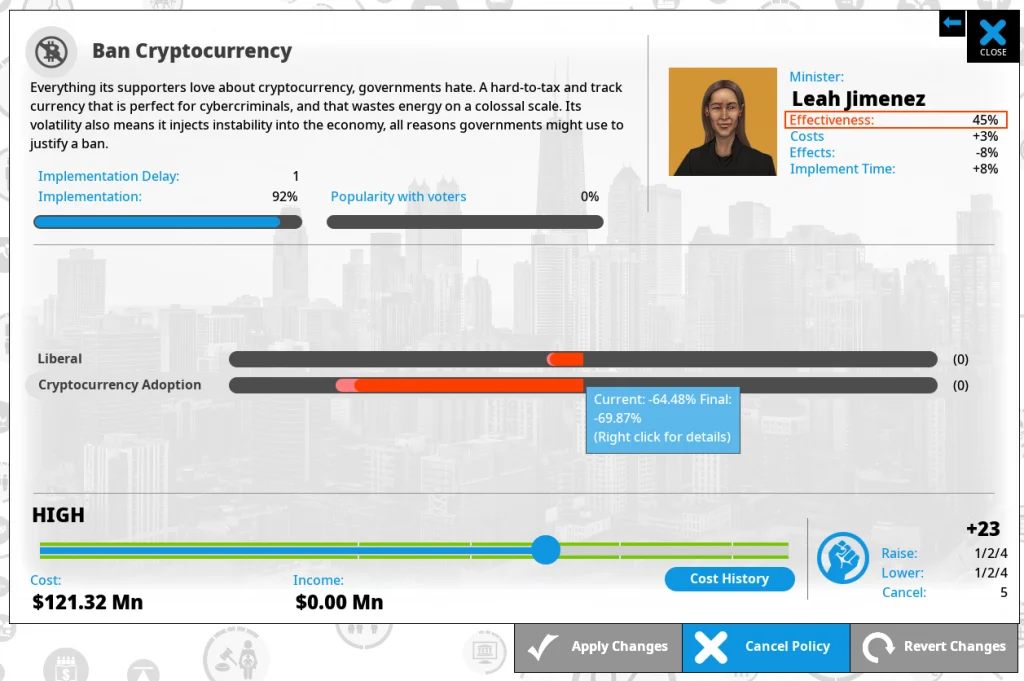 Ban Cryptocurrency
CLOSE
Everything its supporters love about cryptocurrency, governments hate. A hard-to-tax and track
currency that is perfect for cybercriminals, and that wastes energy on a colossal scale. Its
volatility also means it injects instability into the economy, all reasons governments might use to
justify a ban.
Implementation Delay: 1
Implementation: 92%
Popularity with voters 0%
Minister:
Leah Jimenez
Effectiveness: 45%
Costs +3%
Effects: -8%
Implement Time: +8%
Liberal (0)
Cryptocurrency Adoption (0)
Current: -64.48% Final:
-69.87%
(Right click for details)
HIGH
Cost:
$121.32 Mn
Income:
$0.00 Mn
Cost History
+23
Raise: 1/2/4
Lower: 1/2/4
Cancel: 5
Apply Changes
Cancel Policy
Revert Changes